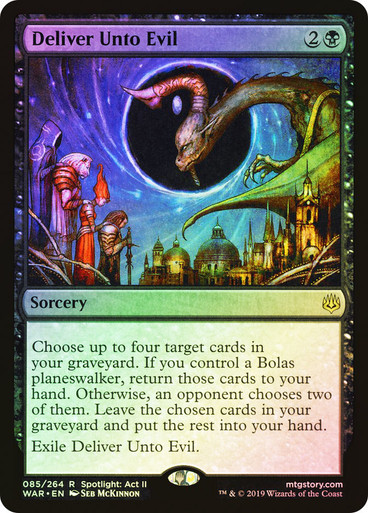 Deliver Unto Evil 2
Sorcery
Choose up to four target cards in
your graveyard. If you control a Bolas
planeswalker, return those cards to your
hand. Otherwise, an opponent chooses two
of them. Leave the chosen cards in your
graveyard and put the rest into your hand.
Exile Deliver Unto Evil.
085/264 R Spotlight: Act II
mtgstory.com
WAR • EN Seb McKinnon
™ & © 2019 Wizards of the Coast